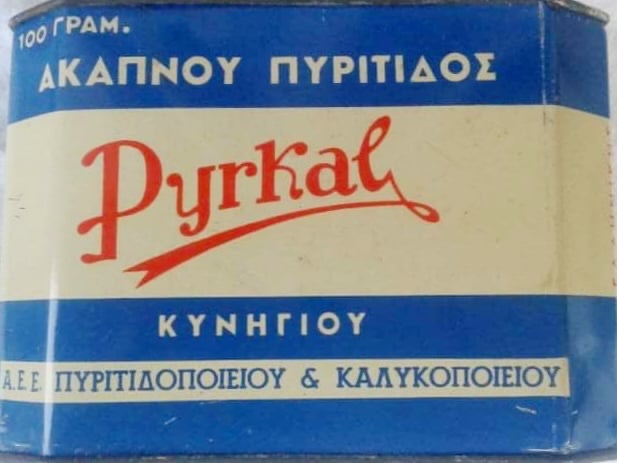 100 ΓΡΑΜ.
ΑΚΑΠΝΟΥ ΠΥΡΙΤΙΔΟΣ
Pyrkal
ΚΥΝΗΓΙΟΥ
Α.Ε.Ε. ΠΥΡΙΤΙΔΟΠΟΙΕΙΟΥ & ΚΑΛΥΚΟΠΟΙΕΙΟΥ